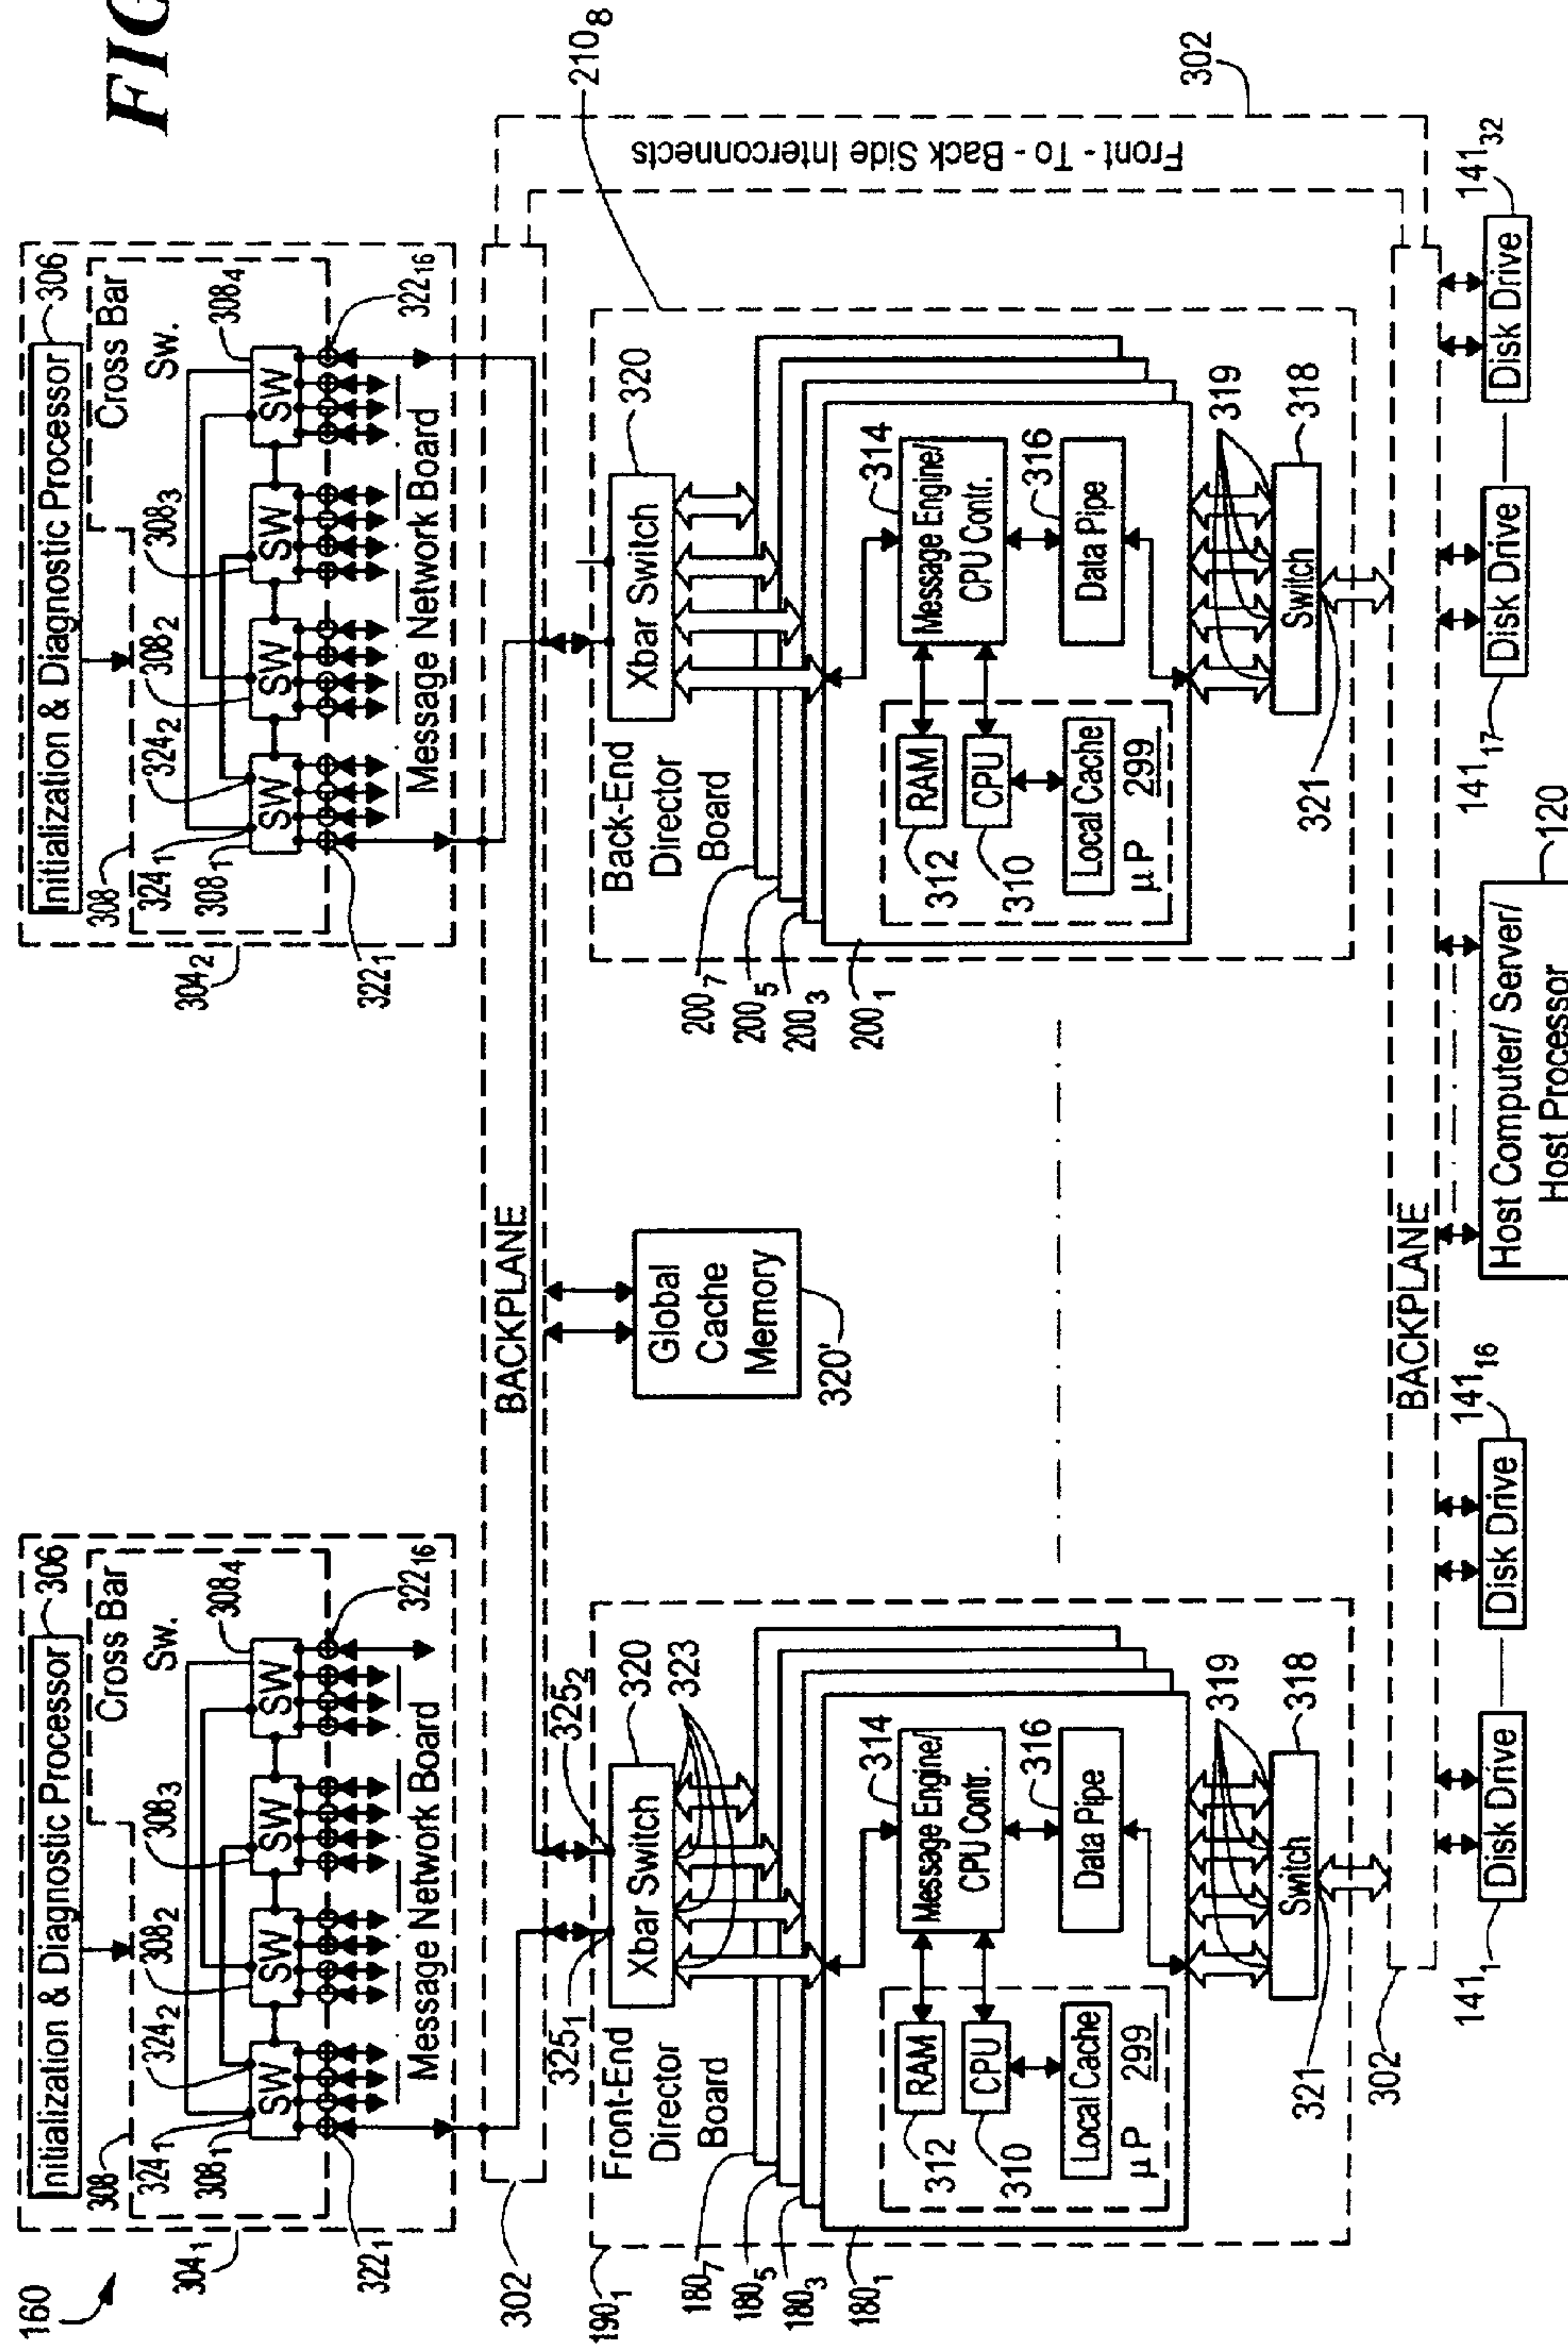 FIG
160
304₁
Initialization & Diagnostic Processor
306
308
Cross Bar
Sw.
324₁
324₂
308₁
308₂
308₃
308₄
SW
SW
SW
SW
322₁
322₁₆
Message Network Board
304₂
Initialization & Diagnostic Processor
306
308
Cross Bar
Sw.
324₁
324₂
308₁
308₂
308₃
308₄
SW
SW
SW
SW
322₁
322₁₆
Message Network Board
302
BACKPLANE
Front - To - Back Side Interconnects
302
190₁
325₁
325₂
Front-End
Director
Board
Xbar Switch
320
323
180₇
180₅
180₃
180₁
RAM
312
CPU
310
Local Cache
μP 299
Message Engine/
CPU Contr.
314
Data Pipe
316
319
Switch
318
321
Global
Cache
Memory
320'
210₈
Back-End
Director
Board
Xbar Switch
320
200₇
200₅
200₃
200₁
RAM
312
CPU
310
Local Cache
μP 299
Message Engine/
CPU Contr.
314
Data Pipe
316
319
Switch
318
321
302
BACKPLANE
141₁
Disk Drive
Disk Drive
141₁₆
Host Computer/ Server/
Host Processor
120
141₁₇
Disk Drive
Disk Drive
141₃₂